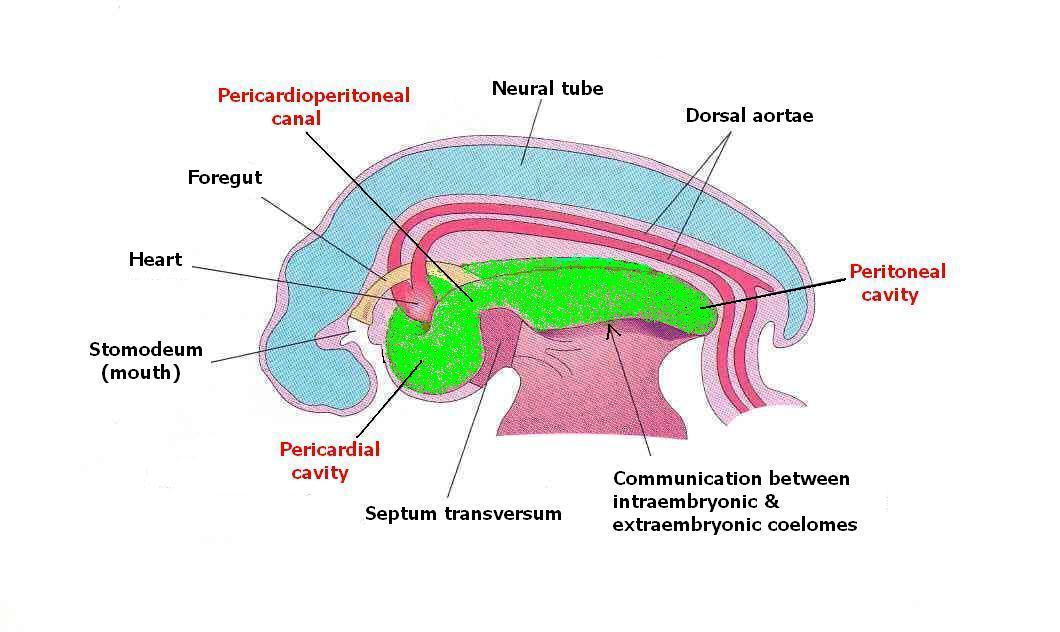 Neural tube
Pericardioperitoneal
canal
Dorsal aortae
Foregut
Heart
Peritoneal
cavity
Stomodeum
(mouth)
Pericardial
cavity
Septum transversum
Communication between
intraembryonic &
extraembryonic coelomes